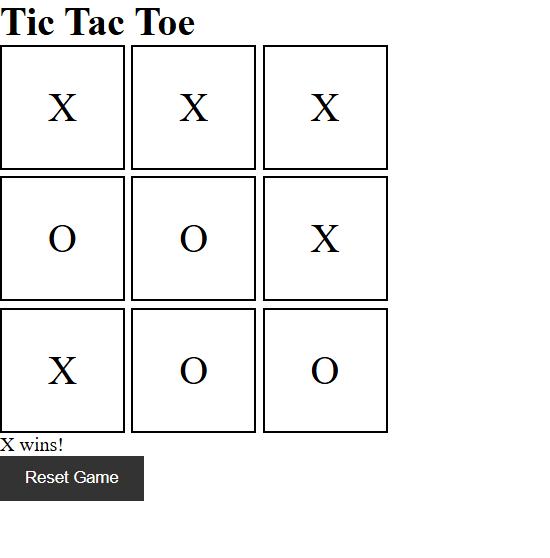 Tic Tac Toe
X X X
O O X
X O O
X wins!
Reset Game